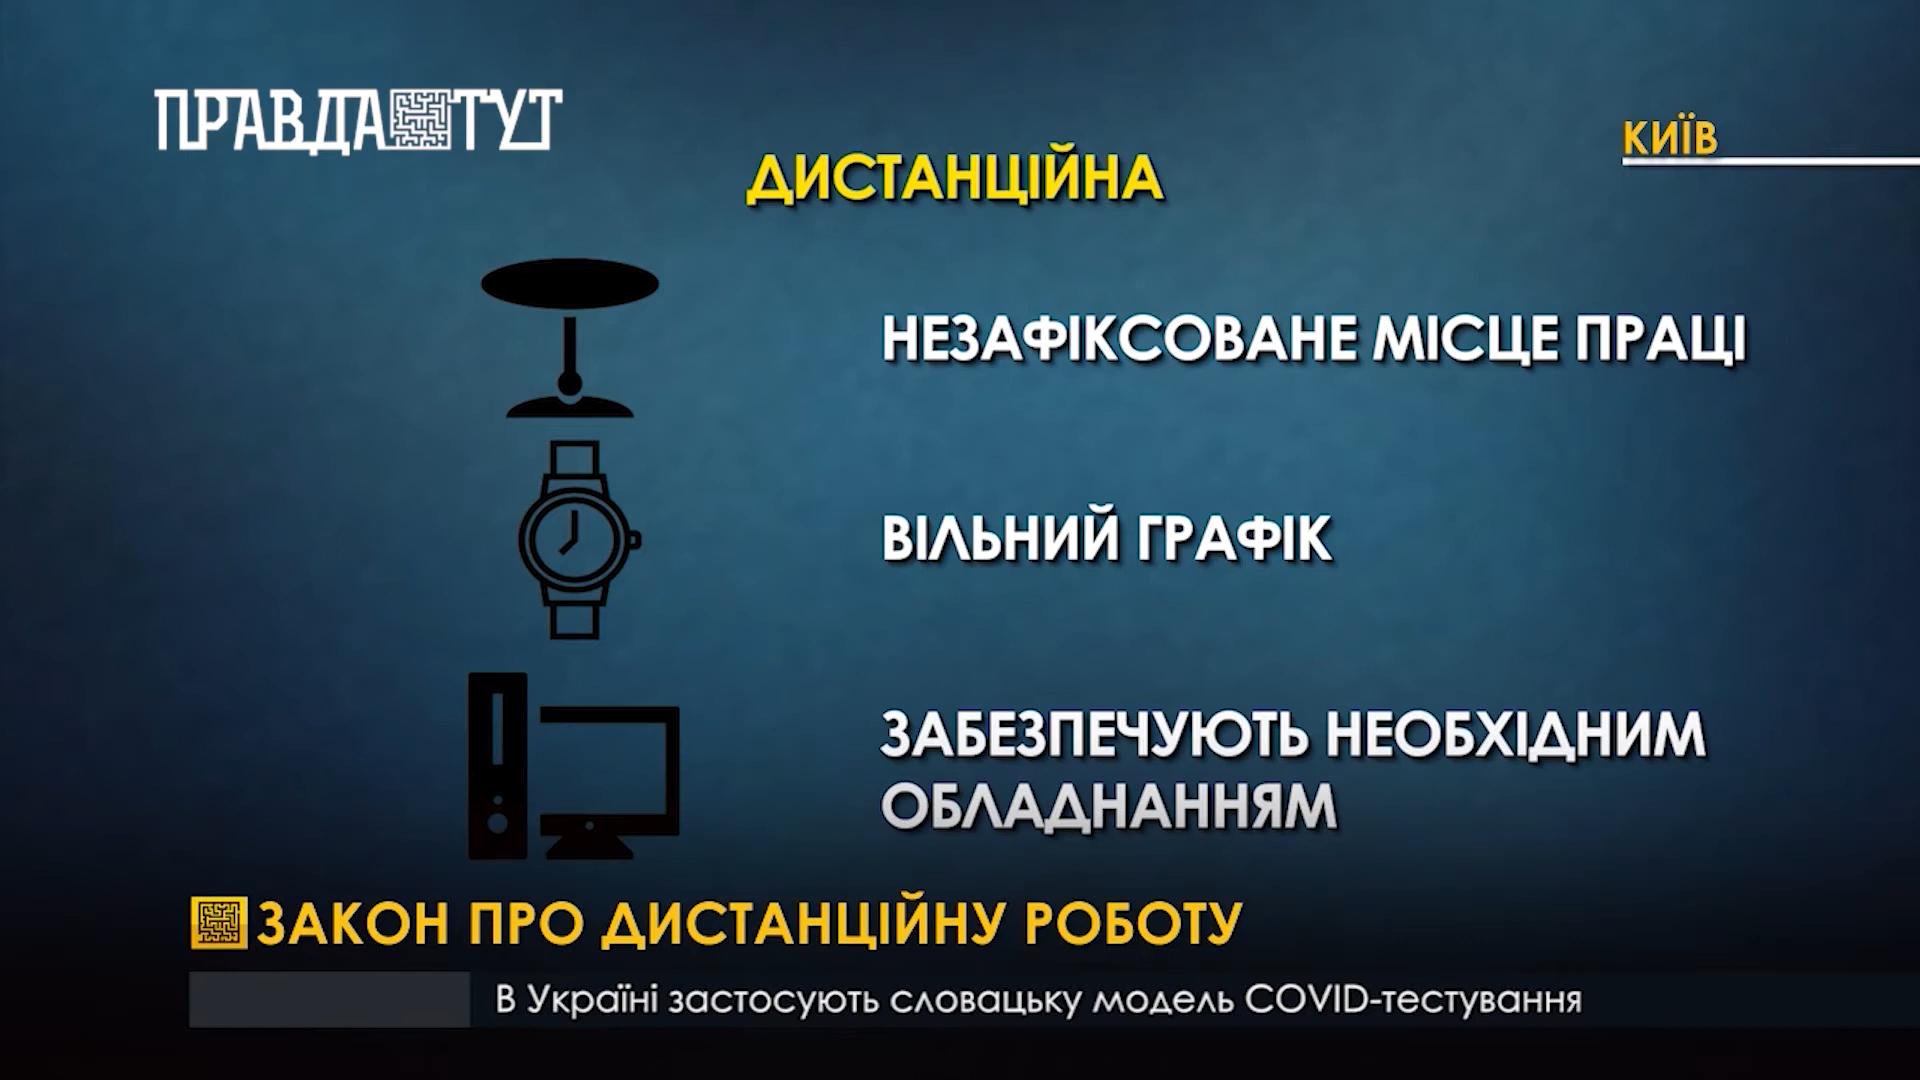 ПРАВДА ТУТ
КИЇВ
ДИСТАНЦІЙНА
НЕЗАФІКСОВАНЕ МІСЦЕ ПРАЦІ
ВІЛЬНИЙ ГРАФІК
ЗАБЕЗПЕЧУЮТЬ НЕОБХІДНИМ
ОБЛАДНАННЯМ
ЗАКОН ПРО ДИСТАНЦІЙНУ РОБОТУ
В Україні застосують словацьку модель COVID-тестування